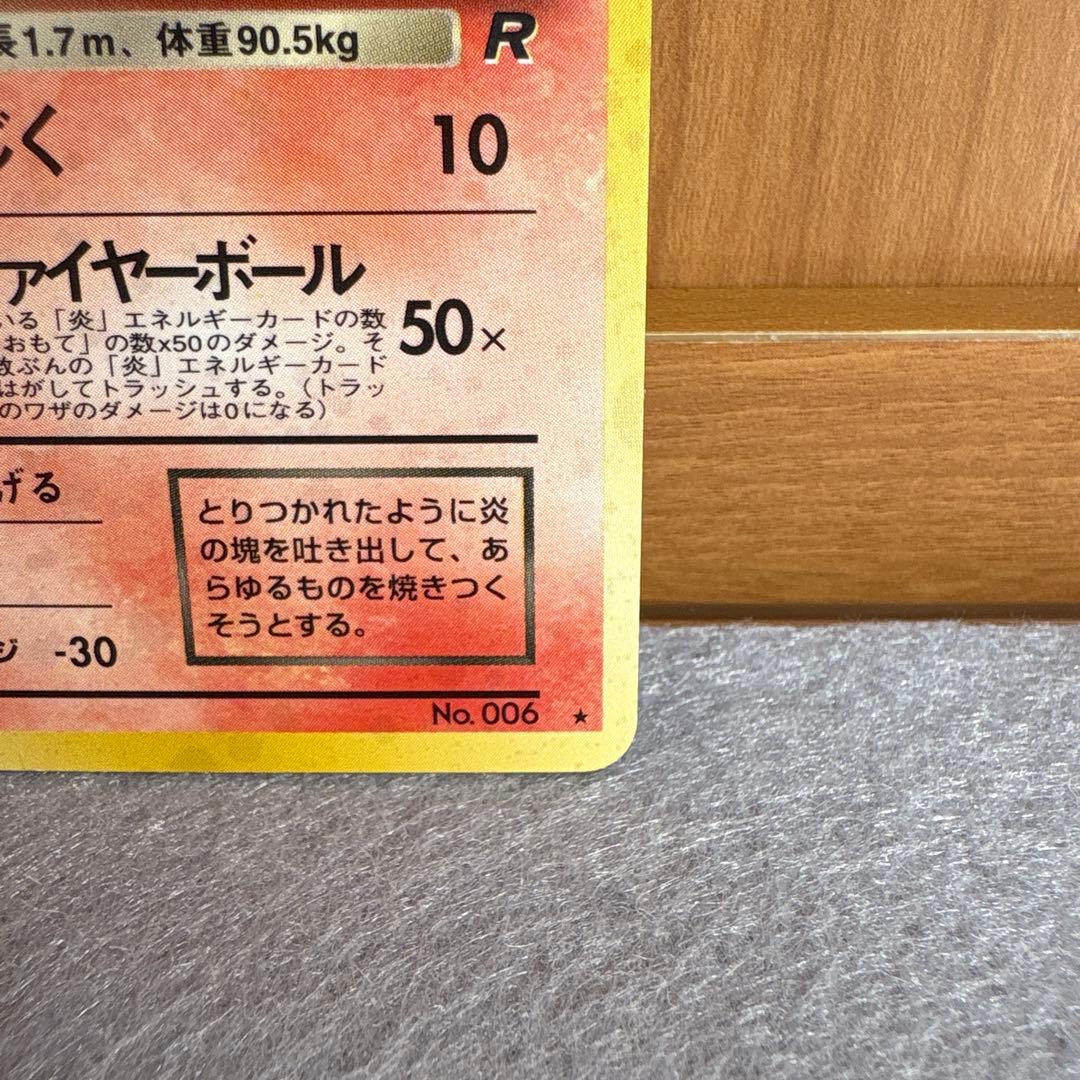 長1.7m、体重90.5kg R
じく 10
ァイヤーボール
いる「炎」エネルギーカードの数
おもて」の数x50のダメージ。そ
数ぶんの「炎」エネルギーカード
はがしてトラッシュする。（トラッ
のワザのダメージは0になる）
50×
げる
とりつかれたように炎
の塊を吐き出して、あ
らゆるものを焼きつく
そうとする。
ジ -30
No. 006 ★